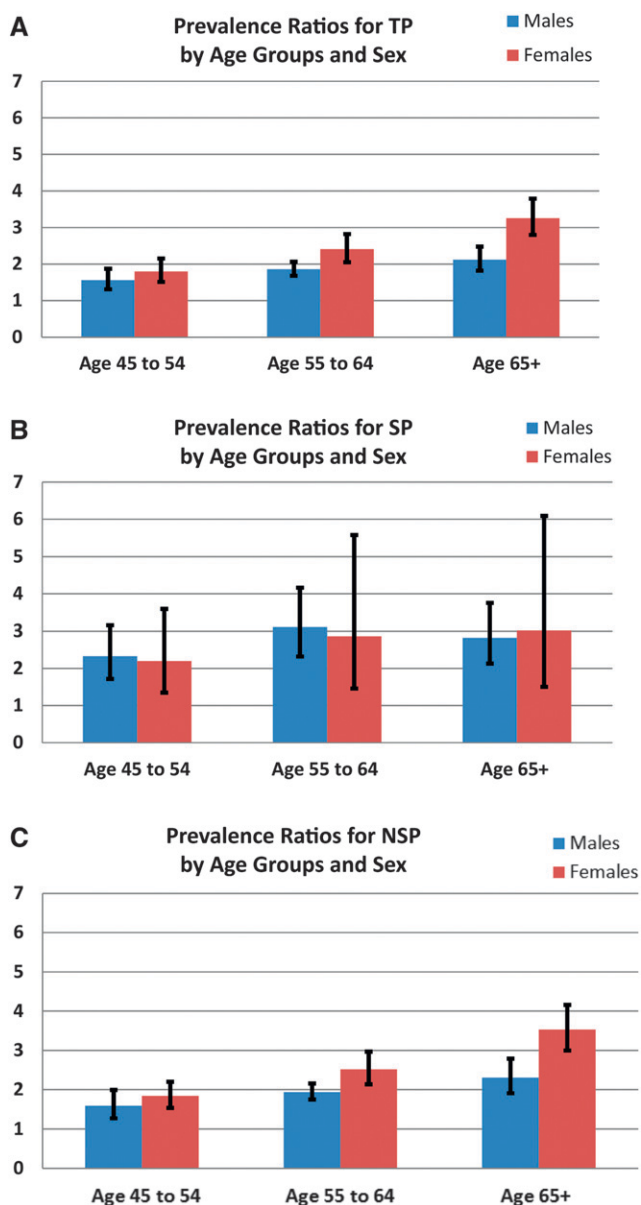 A
Prevalence Ratios for TP
by Age Groups and Sex
Males
Females
7
6
5
4
3
2
1
0
Age 45 to 54
Age 55 to 64
Age 65+
B
Prevalence Ratios for SP
by Age Groups and Sex
Males
Females
7
6
5
4
3
2
1
0
Age 45 to 54
Age 55 to 64
Age 65+
C
Prevalence Ratios for NSP
by Age Groups and Sex
Males
Females
7
6
5
4
3
2
1
0
Age 45 to 54
Age 55 to 64
Age 65+